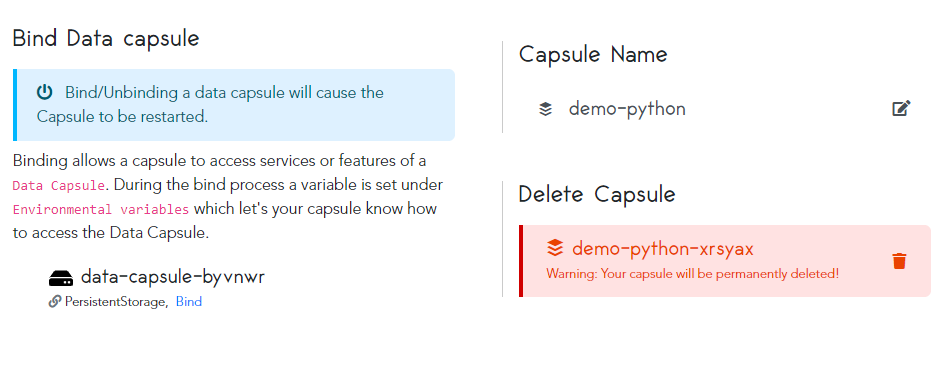 Bind Data capsule
Bind/Unbinding a data capsule will cause the
Capsule to be restarted.
Binding allows a capsule to access services or features of a
Data Capsule. During the bind process a variable is set under
Environmental variables which let's your capsule know how
to access the Data Capsule.
data-capsule-byvnwr
PersistentStorage, Bind
Capsule Name
demo-python
Delete Capsule
demo-python-xrsyax
Warning: Your capsule will be permanently deleted!